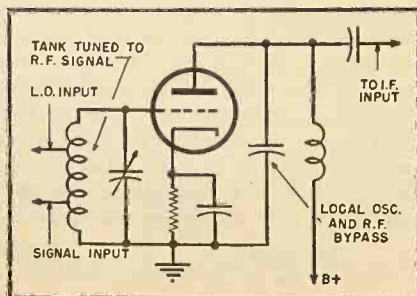 TANK TUNED TO
R.F. SIGNAL
L.O. INPUT
SIGNAL INPUT
TO I.F.
INPUT
LOCAL OSC.
AND R.F.
BYPASS
B+